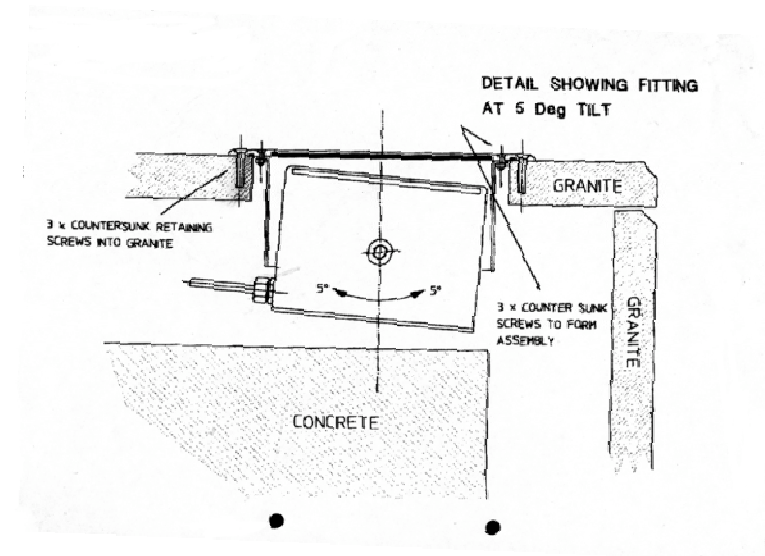 DETAIL SHOWING FITTING
AT 5 Deg TILT
GRANITE
3 x COUNTERSUNK RETAINING
SCREWS INTO GRANITE
5° 5°
3 x COUNTER SUNK
SCREWS TO FORM
ASSEMBLY
GRANITE
CONCRETE